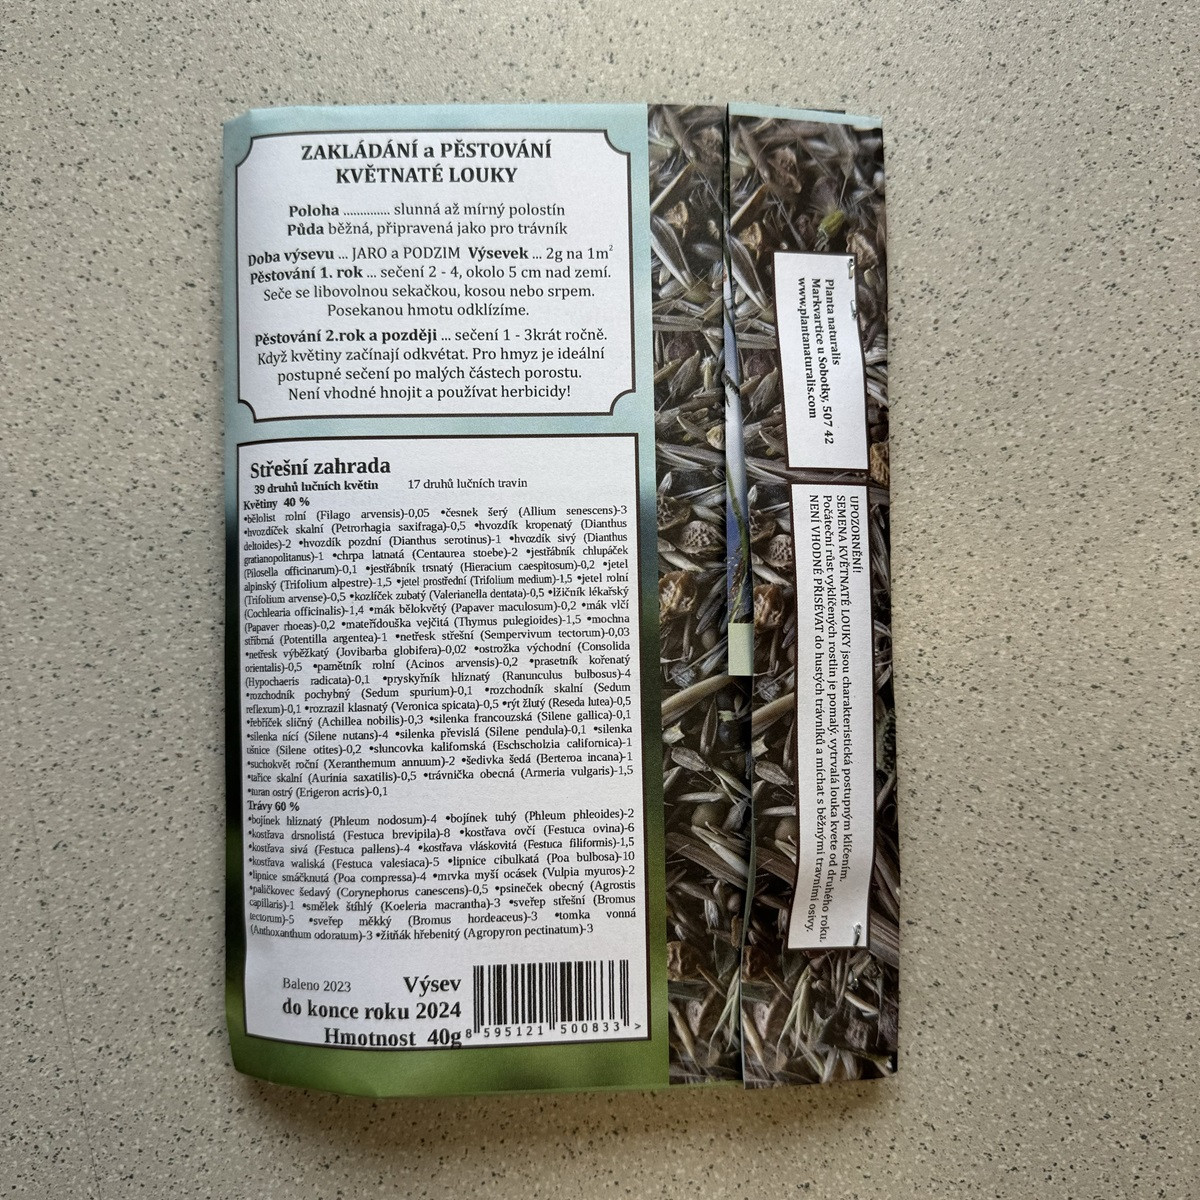 ZAKLÁDÁNÍ a PĚSTOVÁNÍ
KVĚTNATÉ LOUKY
Poloha .............. slunná až mírný polostín
Půda běžná, připravená jako pro trávník
Doba výsevu ... JARO a PODZIM Výsevek ... 2g na 1m²
Pěstování 1. rok ... sečení 2 - 4, okolo 5 cm nad zemí.
Seče se libovolnou sekačkou, kosou nebo srpem.
Posekanou hmotu odklízíme.
Pěstování 2.rok a později ... sečení 1 - 3krát ročně.
Když květiny začínají odkvétat. Pro hmyz je ideální
postupné sečení po malých částech porostu.
Není vhodné hnojit a používat herbicidy!
Střešní zahrada
39 druhů lučních květin 17 druhů lučních travin
Květiny 40 %
•bělolist rolní (Filago arvensis)-0,05 •česnek šerý (Allium senescens)-3
•hvozdíček skalní (Petrorhagia saxifraga)-0,5 •hvozdík kropenatý (Dianthus
deltoides)-2 •hvozdík pozdní (Dianthus serotinus)-1 •hvozdík sivý (Dianthus
gratianopolitanus)-1 •chrpa latnatá (Centaurea stoebe)-2 •jestřábník chlupáček
(Pilosella officinarum)-0,1 •jestřábník trsnatý (Hieracium caespitosum)-0,2 •jetel
alpinský (Trifolium alpestre)-1,5 •jetel prostřední (Trifolium medium)-1,5 •jetel rolní
(Trifolium arvense)-0,5 •kozlíček zubatý (Valerianella dentata)-0,5 •lžičník lékařský
(Cochlearia officinalis)-1,4 •mák bělokvětý (Papaver maculosum)-0,2 •mák vlčí
(Papaver rhoeas)-0,2 •mateřídouška vejčitá (Thymus pulegioides)-1,5 •mochna
stříbrná (Potentilla argentea)-1 •netřesk střešní (Sempervivum tectorum)-0,03
•netřesk výběžkatý (Jovibarba globifera)-0,02 •ostrožka východní (Consolida
orientalis)-0,5 •pamětník rolní (Acinos arvensis)-0,2 •prasetník kořenatý
(Hypochaeris radicata)-0,1 •pryskyřník hlíznatý (Ranunculus bulbosus)-4
•rozchodník pochybný (Sedum spurium)-0,1 •rozchodník skalní (Sedum
reflexum)-0,1 •rozrazil klasnatý (Veronica spicata)-0,5 •rýt žlutý (Reseda lutea)-0,5
•řebříček sličný (Achillea nobilis)-0,3 •silenka francouzská (Silene gallica)-0,1
•silenka nící (Silene nutans)-4 •silenka převislá (Silene pendula)-0,1 •silenka
ušnice (Silene otites)-0,2 •sluncovka kalifornská (Eschscholzia californica)-1
•suchokvět roční (Xeranthemum annuum)-2 •šedivka šedá (Berteroa incana)-1
•tařice skalní (Aurinia saxatilis)-0,5 •trávnička obecná (Armeria vulgaris)-1,5
•turan ostrý (Erigeron acris)-0,1
Trávy 60 %
•bojínek hlíznatý (Phleum nodosum)-4 •bojínek tuhý (Phleum phleoides)-2
•kostřava drsnolistá (Festuca brevipila)-8 •kostřava ovčí (Festuca ovina)-6
•kostřava sivá (Festuca pallens)-4 •kostřava vláskovitá (Festuca filiformis)-1,5
•kostřava waliská (Festuca valesiaca)-5 •lipnice cibulkatá (Poa bulbosa)-10
•lipnice smáčknutá (Poa compressa)-4 •mrvka myší ocásek (Vulpia myuros)-2
•paličkovec šedavý (Corynephorus canescens)-0,5 •psineček obecný (Agrostis
capillaris)-1 •smělek štíhlý (Koeleria macrantha)-3 •sveřep střešní (Bromus
tectorum)-5 •sveřep měkký (Bromus hordeaceus)-3 •tomka vonná
(Anthoxanthum odoratum)-3 •žitňák hřebenitý (Agropyron pectinatum)-3
Baleno 2023 Výsev
do konce roku 2024
Hmotnost 40g
8 595121 500833 >
Planta naturalis
Markvartice u Sobotky, 507 42
www.plantanaturalis.com
UPOZORNĚNÍ!
SEMENA KVĚTNATÉ LOUKY jsou charakteristická postupným klíčením.
Počáteční růst vyklíčených rostlin je pomalý, vytrvalá louka kvete od druhého roku.
NENÍ VHODNÉ PŘISÉVAT do hustých trávníků a míchat s běžnými travními osivy.